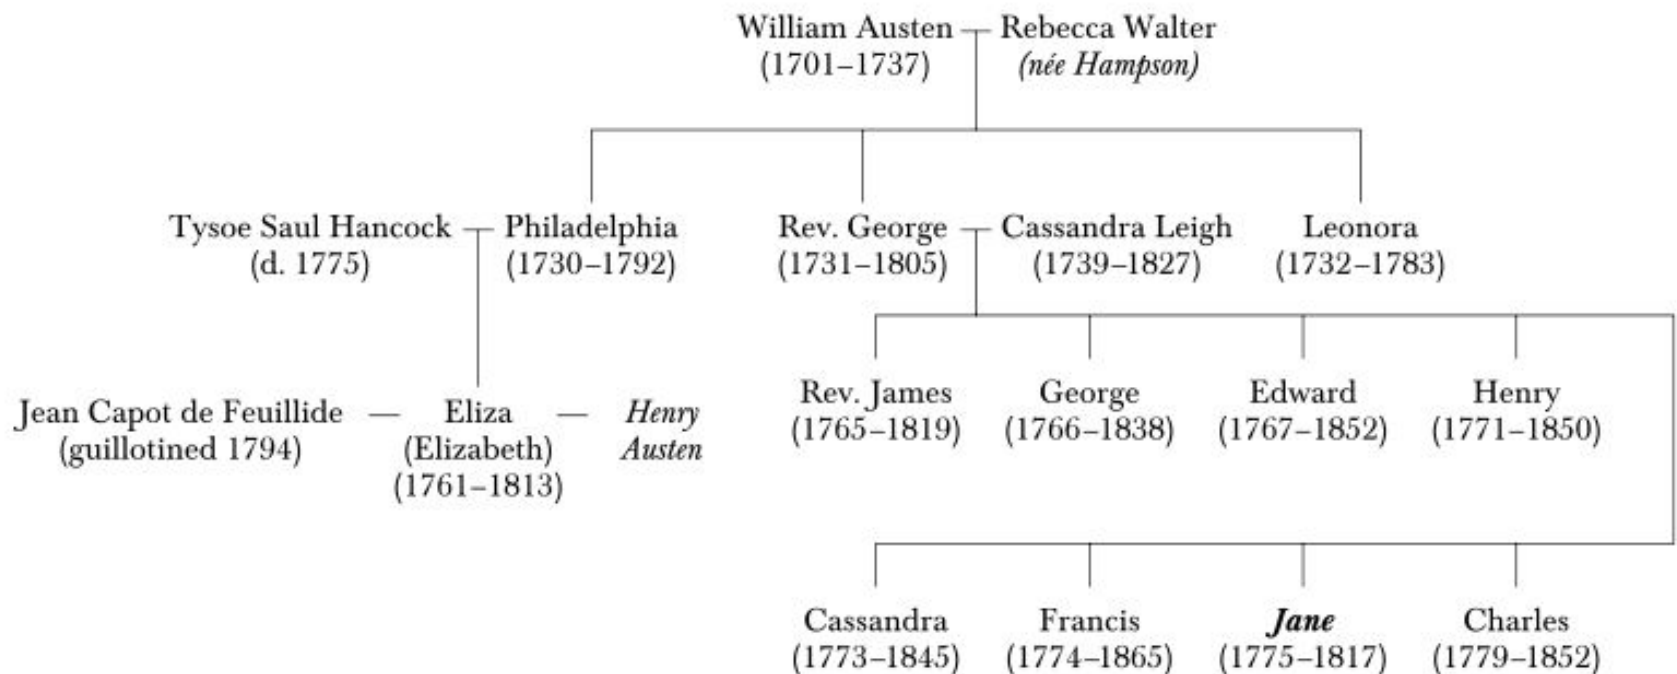 William Austen — Rebecca Walter
(1701–1737) (née Hampson)
Tysoe Saul Hancock — Philadelphia Rev. George — Cassandra Leigh Leonora
(d. 1775) (1730–1792) (1731–1805) (1739–1827) (1732–1783)
Rev. James George Edward Henry
(1765–1819) (1766–1838) (1767–1852) (1771–1850)
Jean Capot de Feuillide — Eliza — Henry
(guillotined 1794) (Elizabeth) Austen
(1761–1813)
Cassandra Francis Jane Charles
(1773–1845) (1774–1865) (1775–1817) (1779–1852)